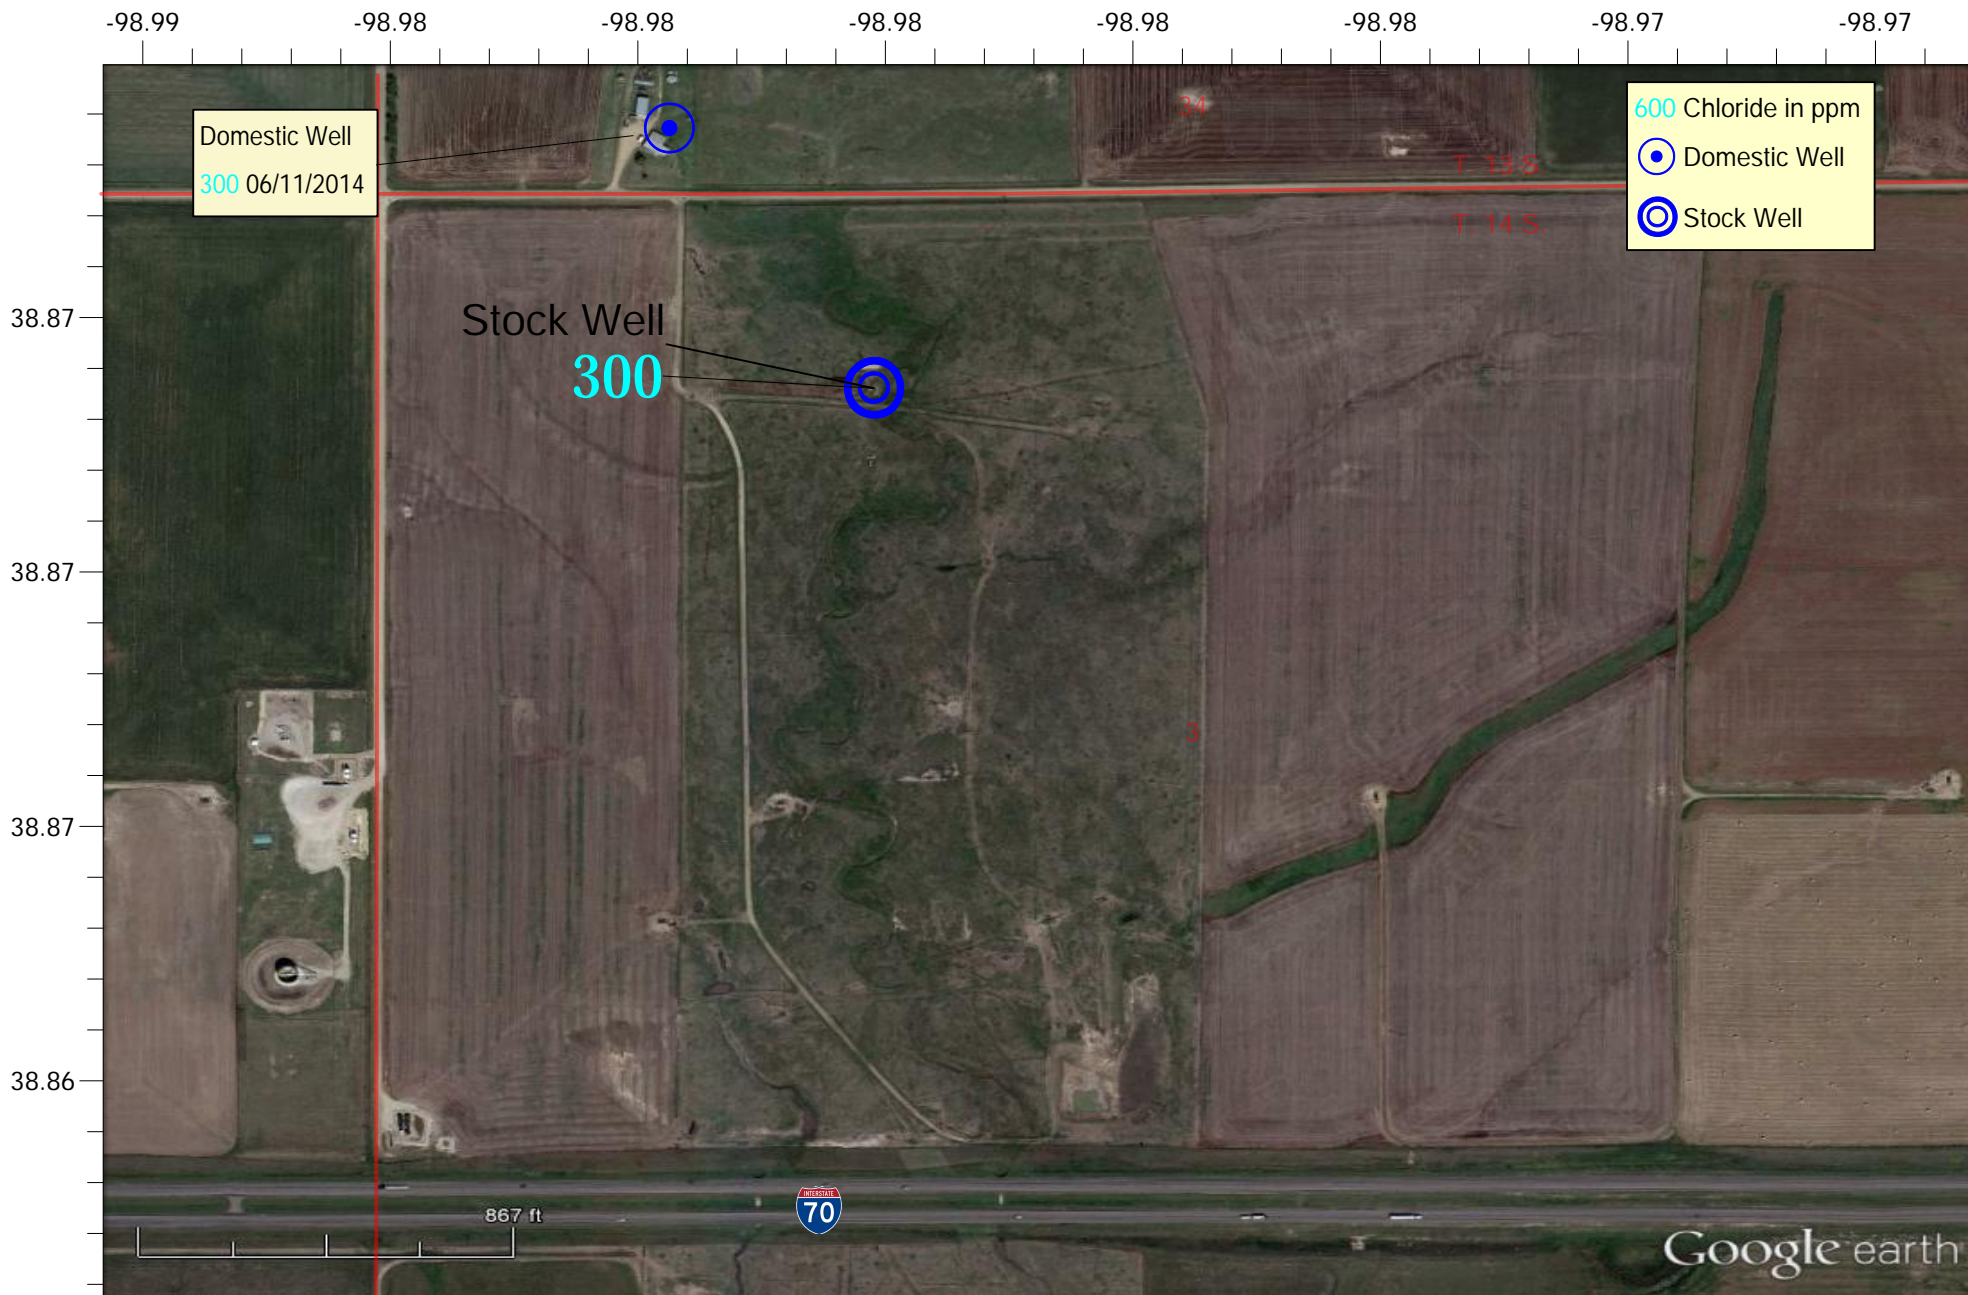 -98.99 -98.98 -98.98 -98.98 -98.98 -98.98 -98.97 -98.97
34
600 Chloride in ppm
Domestic Well
Stock Well
Domestic Well
300 06/11/2014
T. 13 S.
T. 14 S.
38.87
Stock Well
300
38.87
3
38.87
38.86
867 ft
INTERSTATE
70
Google earth